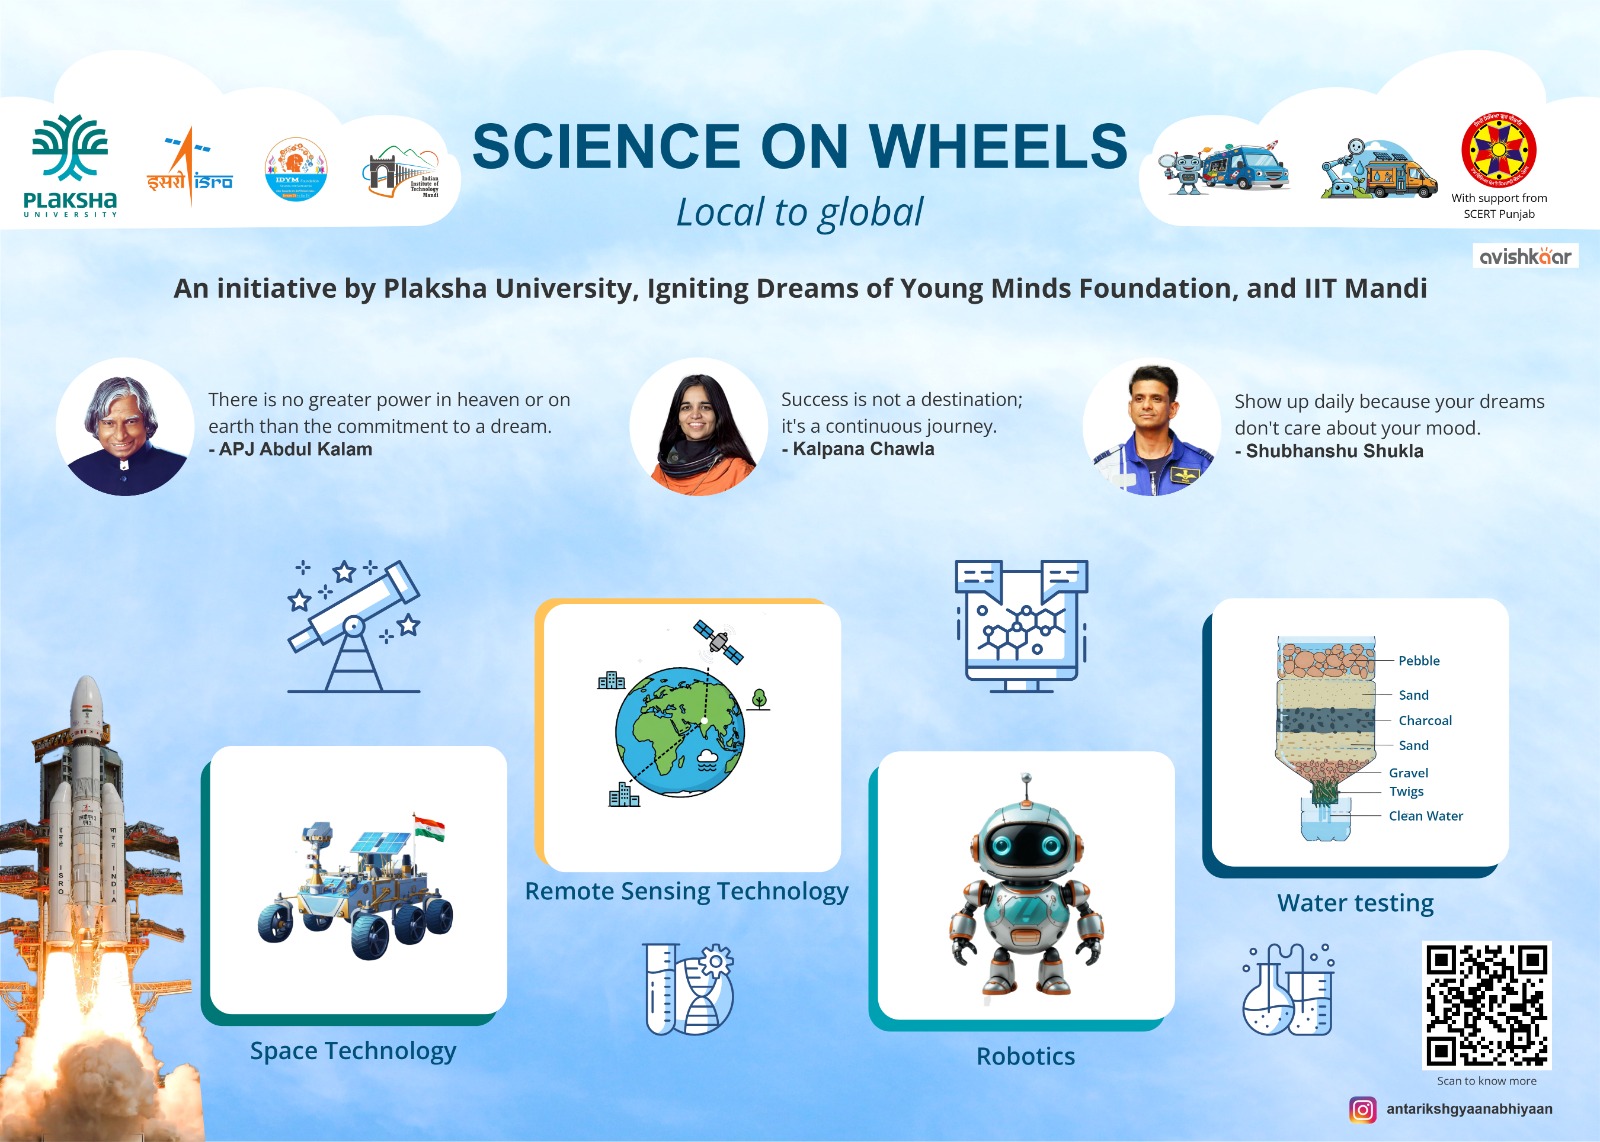 PLAKSHA
UNIVERSITY
इसरो isro
IDYM Foundation
Indian
Institute of
Technology
Mandi
SCIENCE ON WHEELS
Local to global
With support from
SCERT Punjab
avishkaar
An initiative by Plaksha University, Igniting Dreams of Young Minds Foundation, and IIT Mandi
There is no greater power in heaven or on
earth than the commitment to a dream.
- APJ Abdul Kalam
Success is not a destination;
it's a continuous journey.
- Kalpana Chawla
Show up daily because your dreams
don't care about your mood.
- Shubhanshu Shukla
Pebble
Sand
Charcoal
Sand
Gravel
Twigs
Clean Water
ISRO
INDIA
Remote Sensing Technology
Water testing
Space Technology
Robotics
Scan to know more
antarikshgyaanabhiyaan